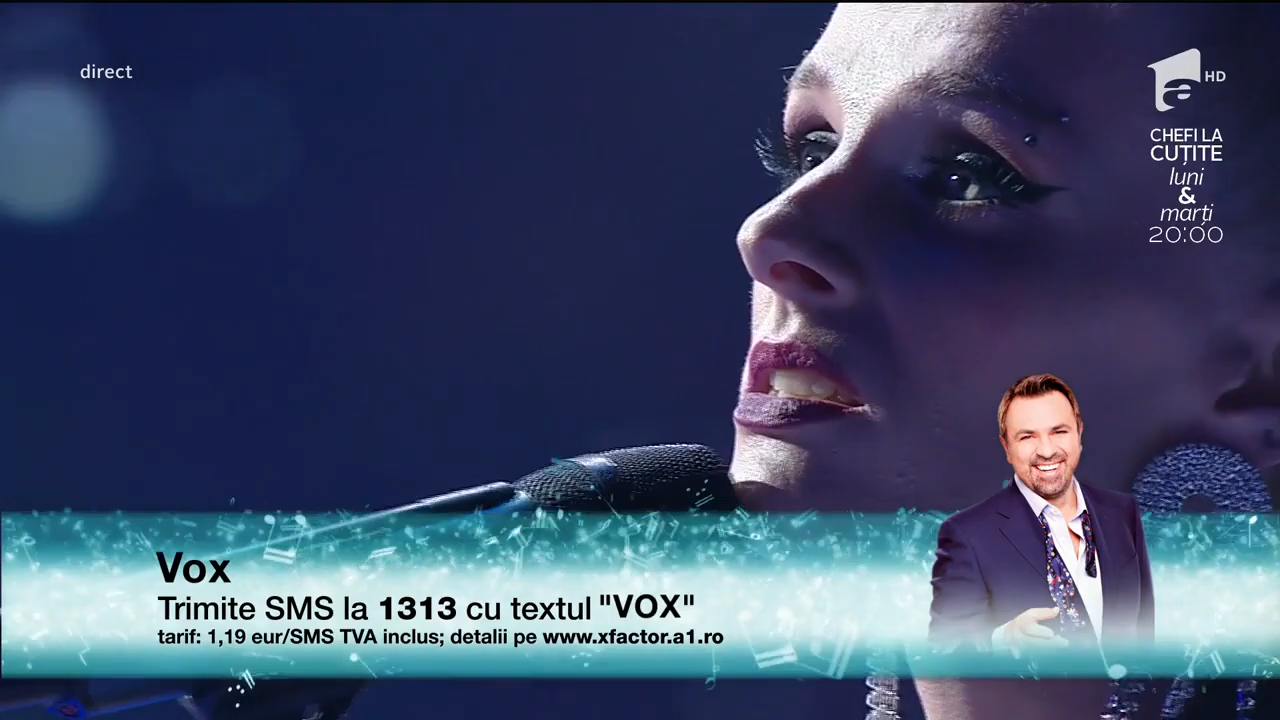 direct
a HD
CHEFI LA
CUȚITE
luni
&
marți
20:00
Vox
Trimite SMS la 1313 cu textul "VOX"
tarif: 1,19 eur/SMS TVA inclus; detalii pe www.xfactor.a1.ro